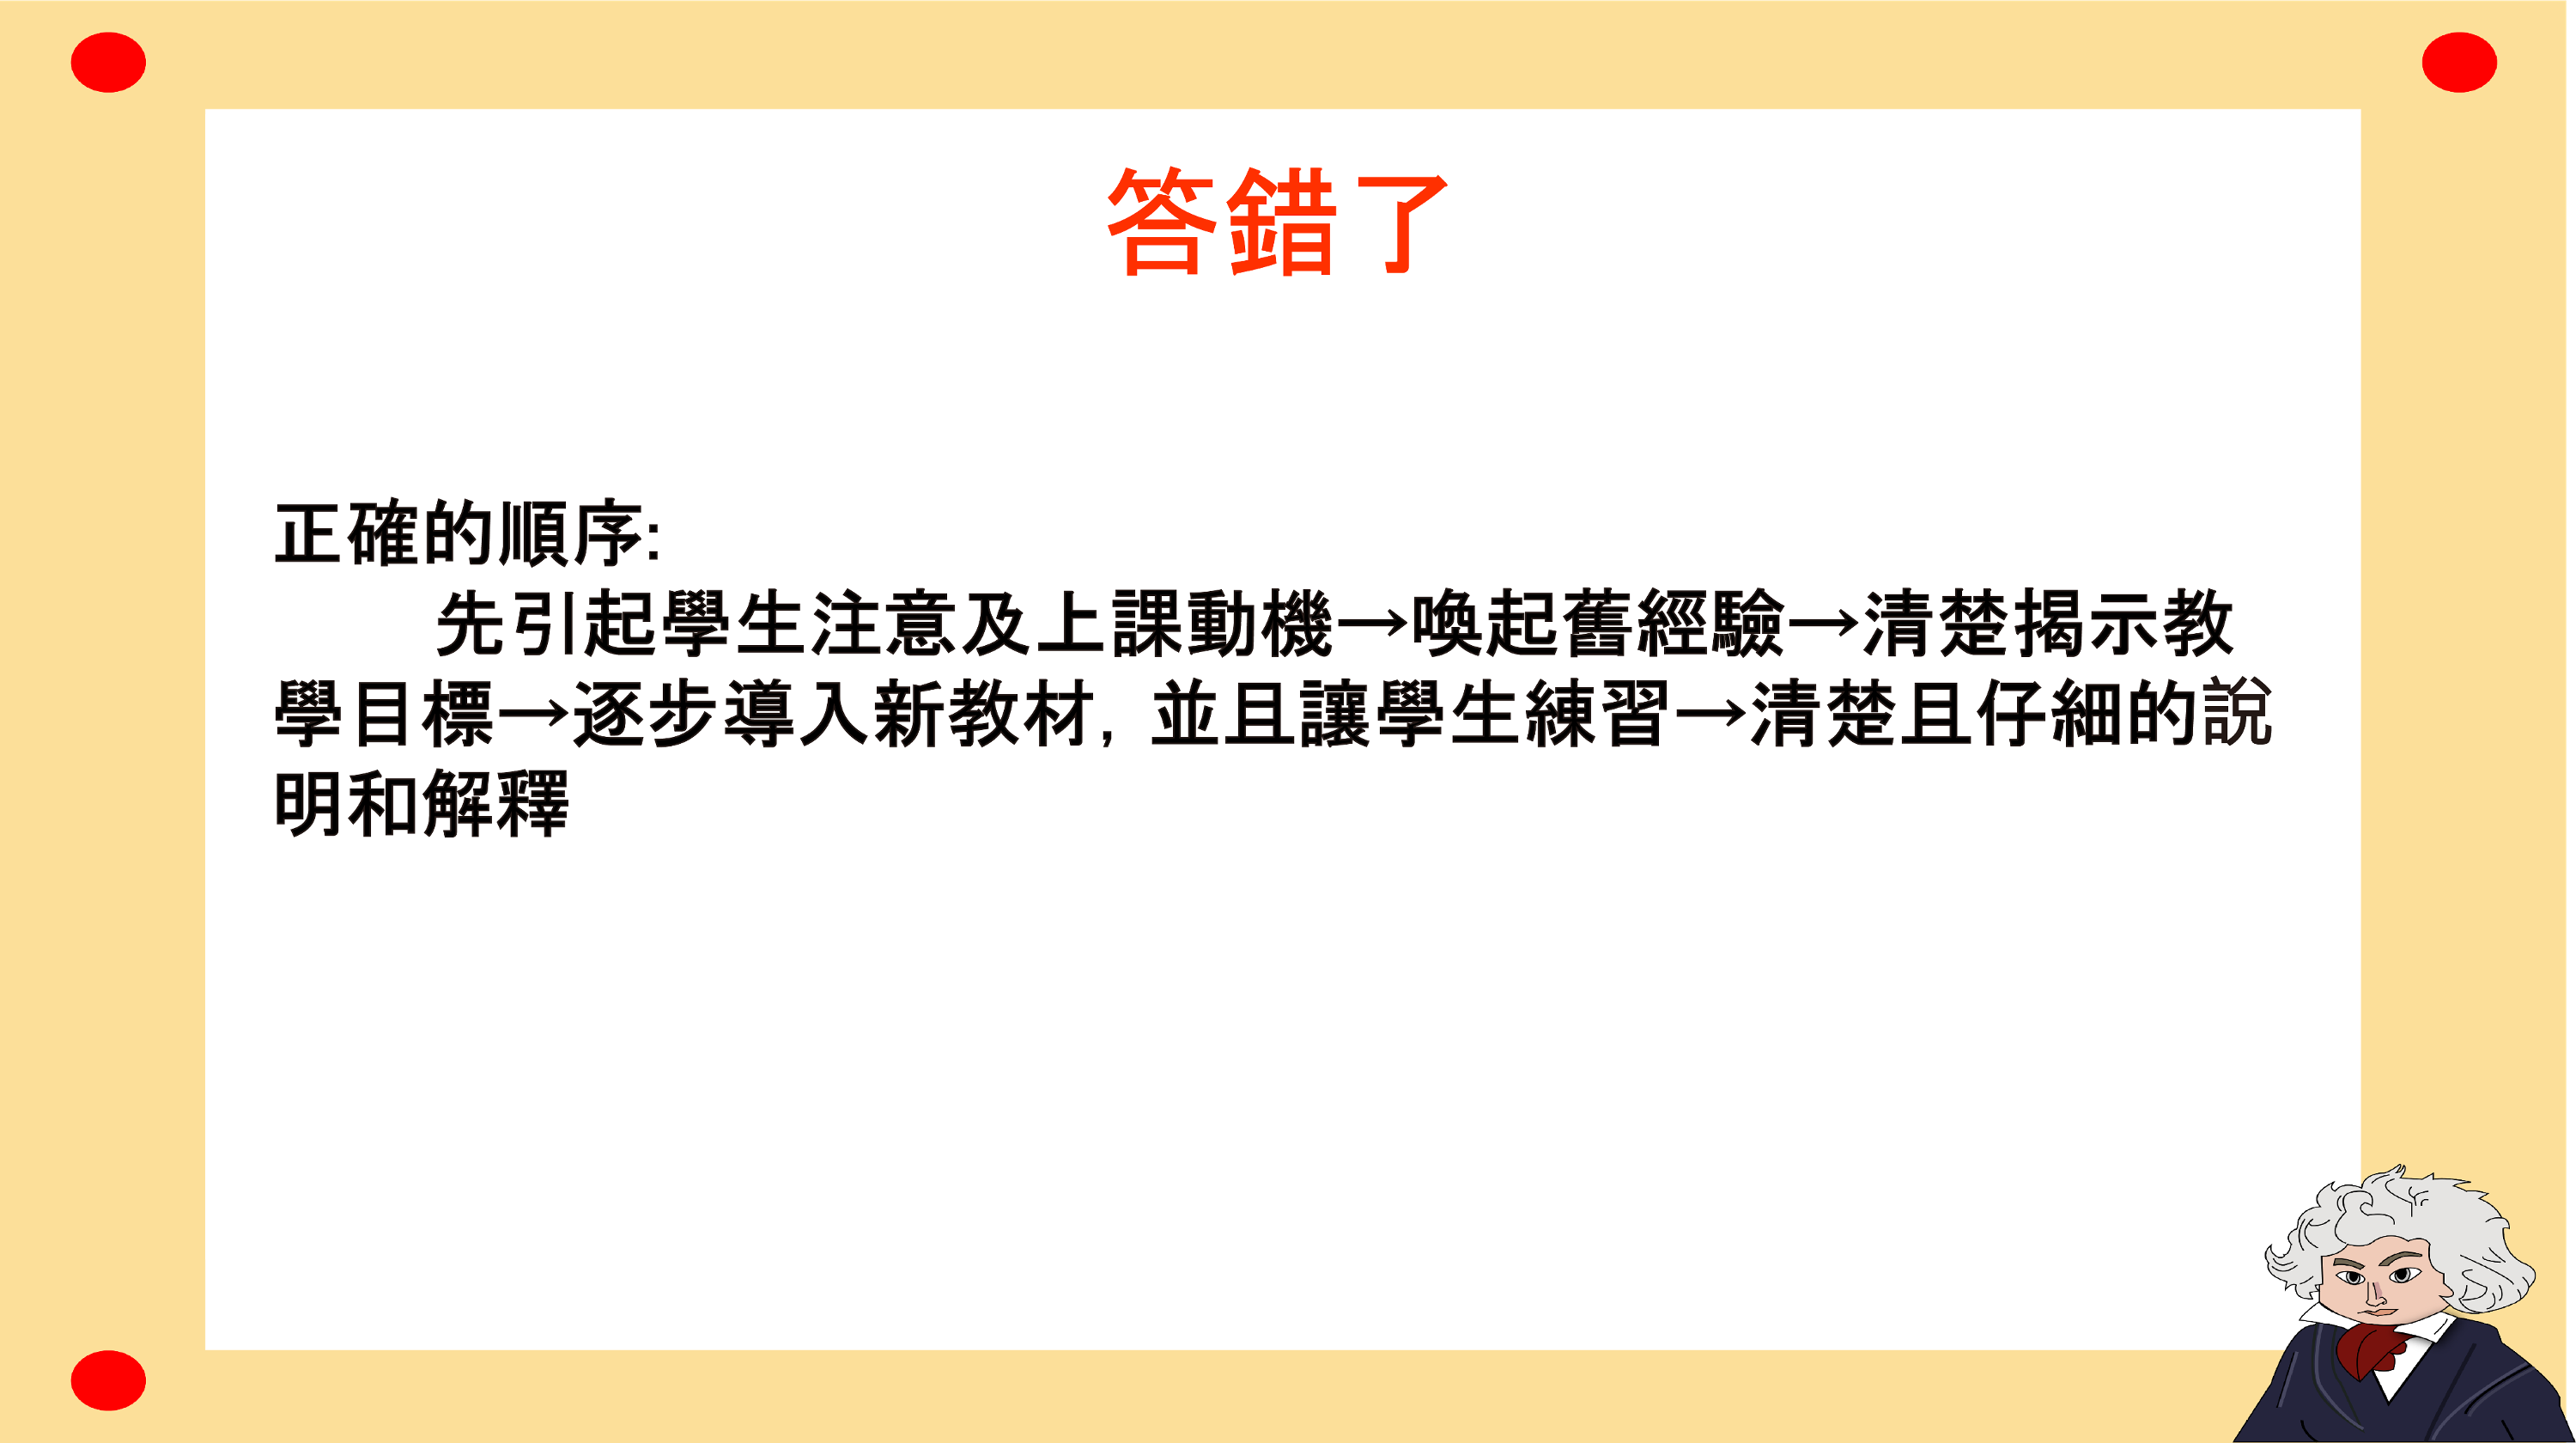 答錯了
正確的順序:
先引起學生注意及上課動機→喚起舊經驗→清楚揭示教
學目標→逐步導入新教材，並且讓學生練習→清楚且仔細的說
明和解釋